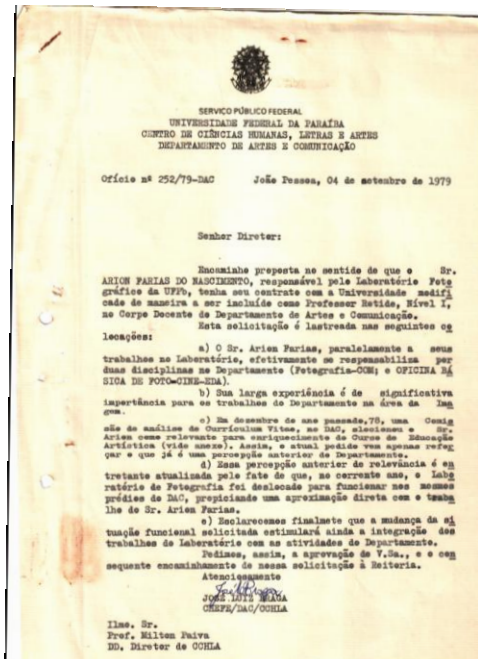 SERVIÇO PÚBLICO FEDERAL
UNIVERSIDADE FEDERAL DA PARAÍBA
CENTRO DE CIÊNCIAS HUMANAS, LETRAS E ARTES
DEPARTAMENTO DE ARTES E COMUNICAÇÃO
Ofício nº 252/79-DAC João Pessoa, 04 de setembro de 1979
Senhor Diretor:
Encaminho proposta no sentido de que o Sr.
ARION FARIAS DO NASCIMENTO, responsável pelo Laboratório Foto
gráfico da UFPb, tenha seu contrato com a Universidade modifi
cado de maneira a ser incluído como Professor Retido, Nível I,
no Corpo Docente do Departamento de Artes e Comunicação.
Esta solicitação é lastreada nas seguintes co
locações:
a) O Sr. Arion Farias, paralelamente a seus
trabalhos no Laboratório, efetivamente se responsabiliza por
duas disciplinas no Departamento (Fotografia-COM; e OFICINA BÁ
SICA DE FOTO-CINE-EDA).
b) Sua larga experiência é de significativa
importância para os trabalhos do Departamento na área da Ima
gem.
c) Em dezembro do ano passado,78, uma Comis
são de análise de Curriculum Vitae, no DAC, slecionou o Sr.
Arion como relevante para enriquecimento do Curso de Educação
Artística (vide anexo). Assim, o atual pedido vem apenas refor
çar o que já é uma percepção anterior do Departamento.
d) Essa percepção anterior de relevância é en
tretanto atualizada pelo fato de que, no corrente ano, o Labo
ratório de Fotografia foi deslocado para funcionar nos mesmos
prédios do DAC, propiciando uma aproximação direta com o traba
lho do Sr. Arion Farias.
e) Esclarecemos finalmente que a mudança da si
tuação funcional solicitada estimulará ainda a integração dos
trabalhos do Laboratório com as atividades do Departamento.
Pedimos, assim, a aprovação de V.Sa., e o con
sequente encaminhamento de nossa solicitação à Reitoria.
Atenciosamente
José L. Braga
JOSÉ LUIZ BRAGA
CHEFE/DAC/CCHLA
Ilmo. Sr.
Prof. Milton Paiva
DD. Diretor do CCHLA